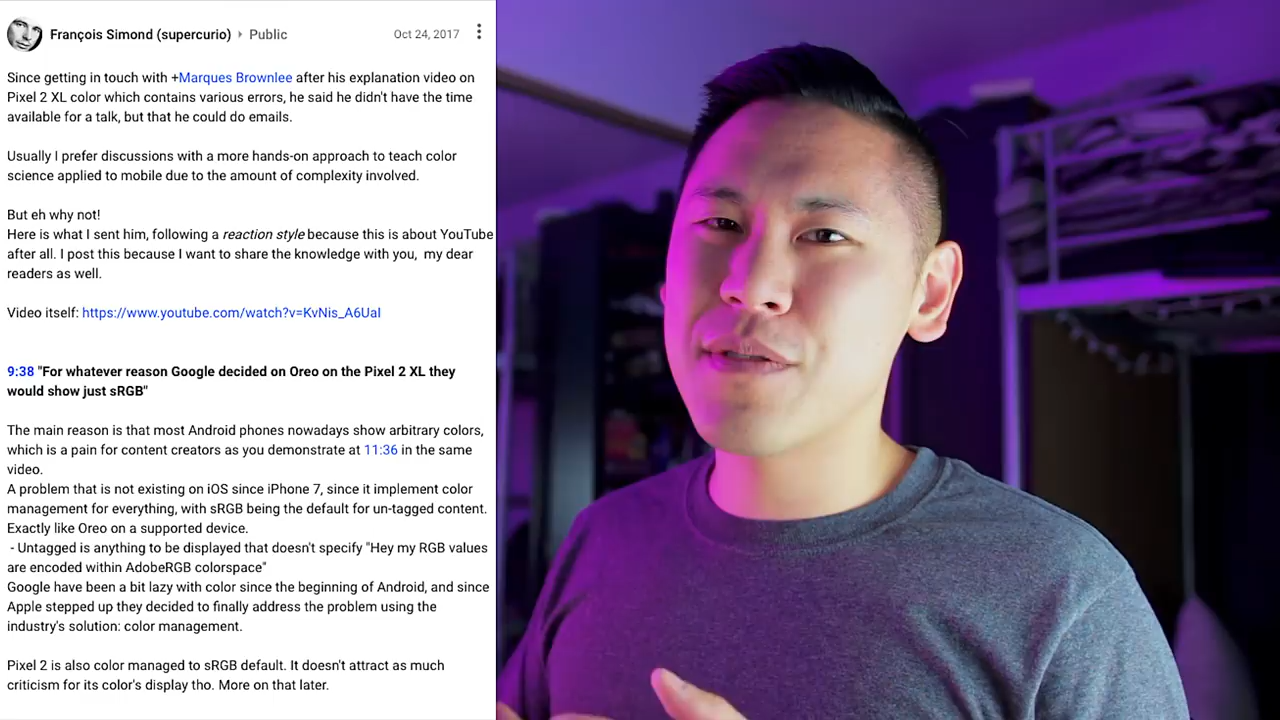 François Simond (supercurio) Public Oct 24, 2017
Since getting in touch with +Marques Brownlee after his explanation video on
Pixel 2 XL color which contains various errors, he said he didn't have the time
available for a talk, but that he could do emails.
Usually I prefer discussions with a more hands-on approach to teach color
science applied to mobile due to the amount of complexity involved.
But eh why not!
Here is what I sent him, following a reaction style because this is about YouTube
after all. I post this because I want to share the knowledge with you, my dear
readers as well.
Video itself: https://www.youtube.com/watch?v=KvNis_A6UaI
9:38 "For whatever reason Google decided on Oreo on the Pixel 2 XL they
would show just sRGB"
The main reason is that most Android phones nowadays show arbitrary colors,
which is a pain for content creators as you demonstrate at 11:36 in the same
video.
A problem that is not existing on iOS since iPhone 7, since it implement color
management for everything, with sRGB being the default for un-tagged content.
Exactly like Oreo on a supported device.
- Untagged is anything to be displayed that doesn't specify "Hey my RGB values
are encoded within AdobeRGB colorspace"
Google have been a bit lazy with color since the beginning of Android, and since
Apple stepped up they decided to finally address the problem using the
industry's solution: color management.
Pixel 2 is also color managed to sRGB default. It doesn't attract as much
criticism for its color's display tho. More on that later.